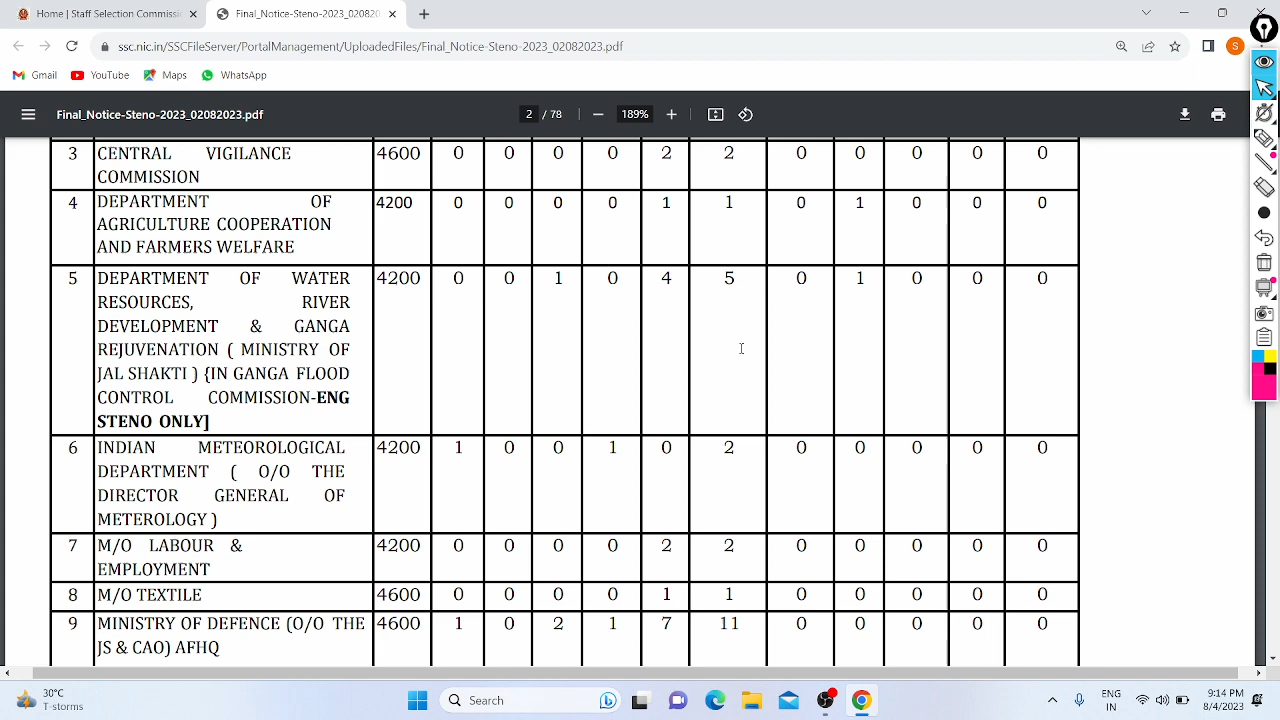 Home | Staff Selection Commission
Final_Notice-Steno-2023_020820
ssc.nic.in/SSCFileServer/PortalManagement/UploadedFiles/Final_Notice-Steno-2023_02082023.pdf
S
Gmail YouTube Maps WhatsApp
Final_Notice-Steno-2023_02082023.pdf 2 / 78 189%
3 CENTRAL VIGILANCE 4600 0 0 0 0 2 2 0 0 0 0 0
COMMISSION
4 DEPARTMENT OF 4200 0 0 0 0 1 1 0 1 0 0 0
AGRICULTURE COOPERATION
AND FARMERS WELFARE
5 DEPARTMENT OF WATER 4200 0 0 1 0 4 5 0 1 0 0 0
RESOURCES, RIVER
DEVELOPMENT & GANGA
REJUVENATION ( MINISTRY OF
JAL SHAKTI ) {IN GANGA FLOOD
CONTROL COMMISSION-ENG
STENO ONLY]
6 INDIAN METEOROLOGICAL 4200 1 0 0 1 0 2 0 0 0 0 0
DEPARTMENT ( O/O THE
DIRECTOR GENERAL OF
METEROLOGY )
7 M/O LABOUR & 4200 0 0 0 0 2 2 0 0 0 0 0
EMPLOYMENT
8 M/O TEXTILE 4600 0 0 0 0 1 1 0 0 0 0 0
9 MINISTRY OF DEFENCE (O/O THE 4600 1 0 2 1 7 11 0 0 0 0 0
JS & CAO) AFHQ
30°C
T-storms
Search
ENG
IN
9:14 PM
8/4/2023